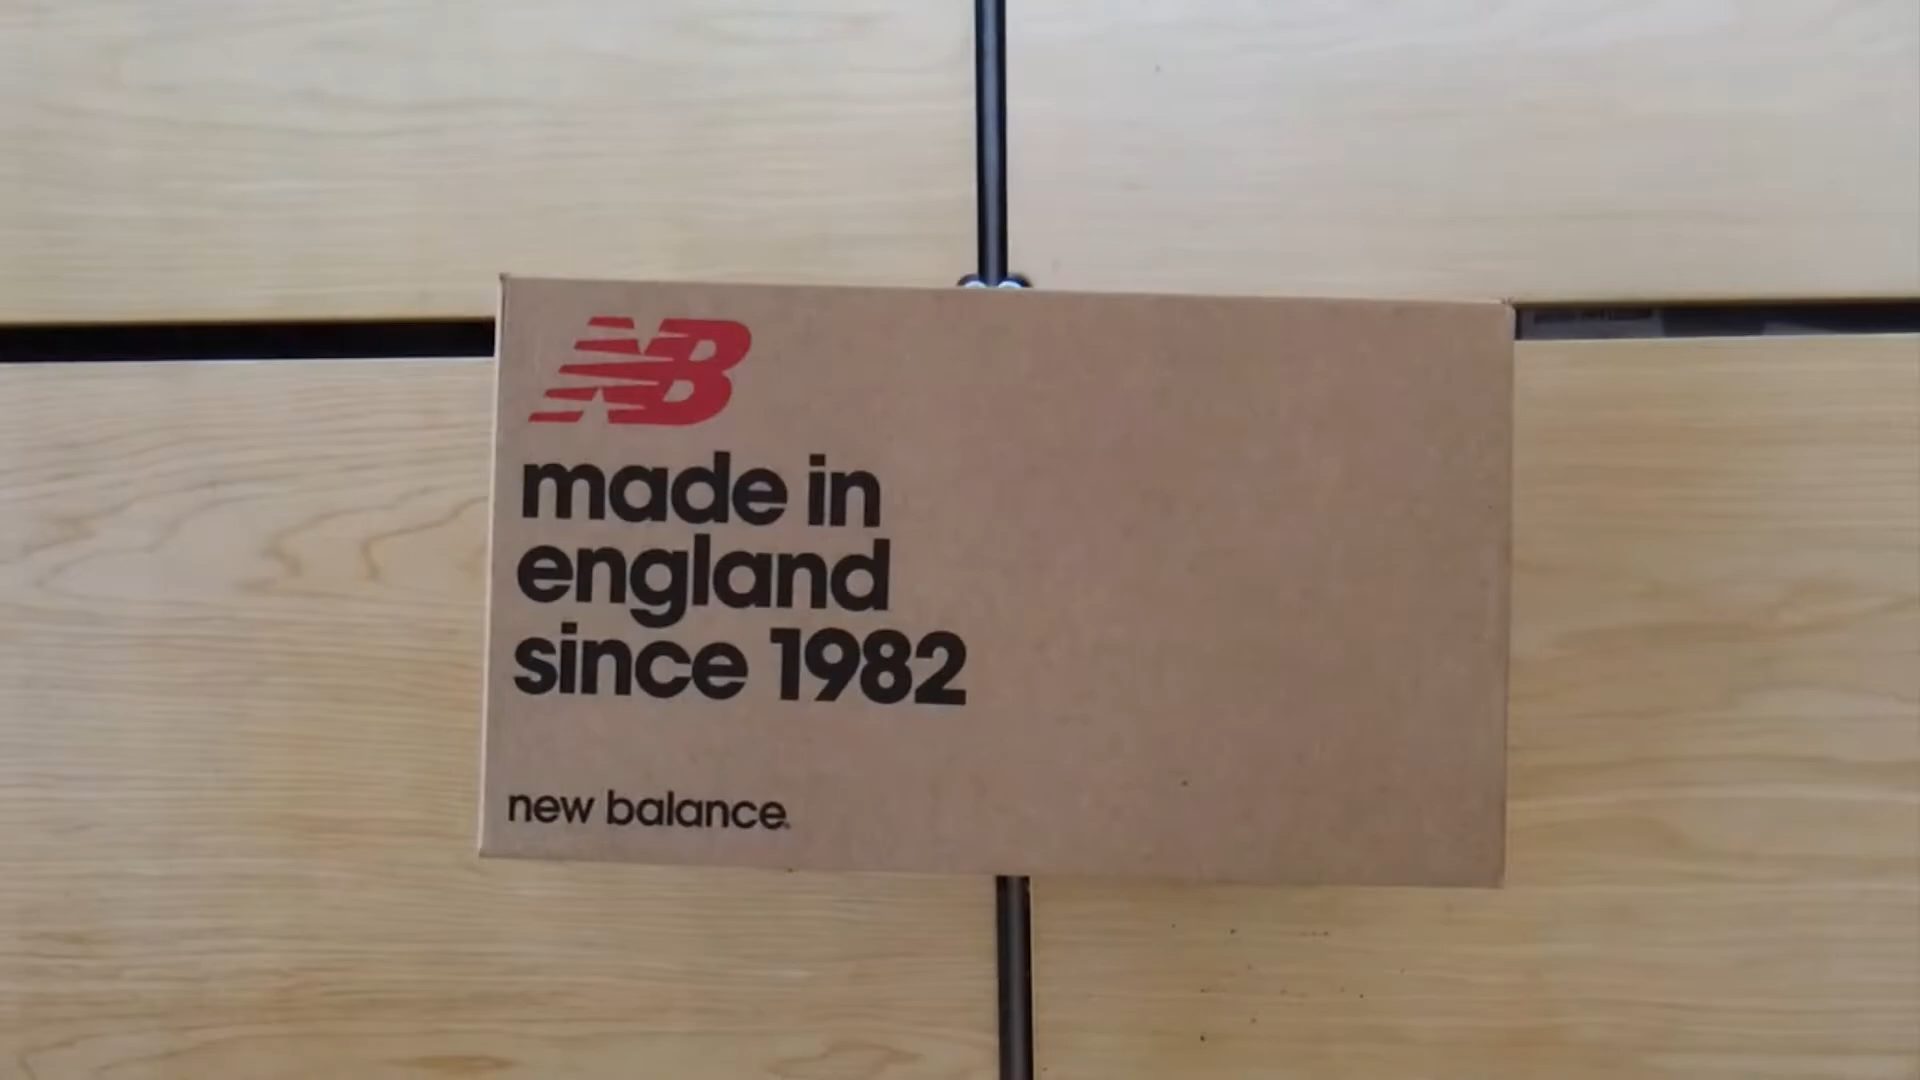 NB
made in
england
since 1982
new balance